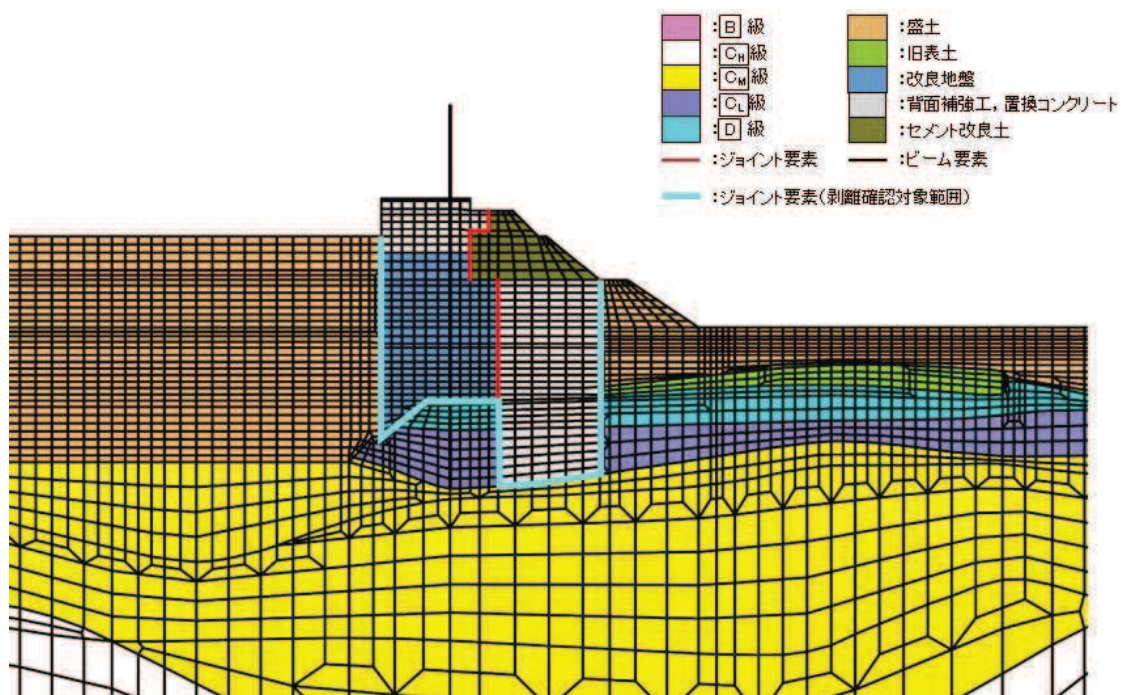 :B 級
:CH級
:CM級
:CL級
:D 級
:ジョイント要素
:盛土
:旧表土
:改良地盤
:背面補強工，置換コンクリート
:セメント改良土
:ビーム要素
:ジョイント要素(剥離確認対象範囲)